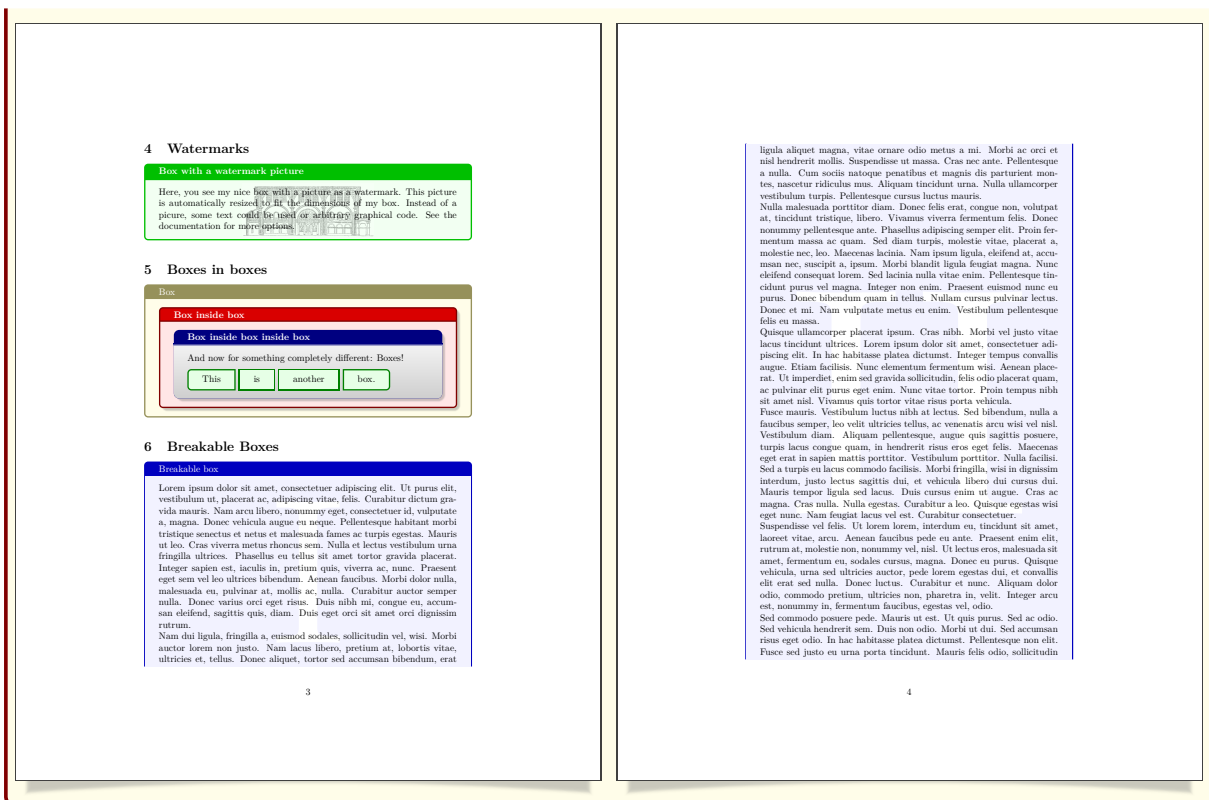 4 Watermarks
Box with a watermark picture
Here, you see my nice box with a picture as a watermark. This picture
is automatically resized to fit the dimensions of my box. Instead of a
picure, some text could be used or arbitrary graphical code. See the
documentation for more options.
5 Boxes in boxes
Box
Box inside box
Box inside box inside box
And now for something completely different: Boxes!
This is another box.
6 Breakable Boxes
Breakable box
Lorem ipsum dolor sit amet, consectetuer adipiscing elit. Ut purus elit,
vestibulum ut, placerat ac, adipiscing vitae, felis. Curabitur dictum gra-
vida mauris. Nam arcu libero, nonummy eget, consectetuer id, vulputate
a, magna. Donec vehicula augue eu neque. Pellentesque habitant morbi
tristique senectus et netus et malesuada fames ac turpis egestas. Mauris
ut leo. Cras viverra metus rhoncus sem. Nulla et lectus vestibulum urna
fringilla ultrices. Phasellus eu tellus sit amet tortor gravida placerat.
Integer sapien est, iaculis in, pretium quis, viverra ac, nunc. Praesent
eget sem vel leo ultrices bibendum. Aenean faucibus. Morbi dolor nulla,
malesuada eu, pulvinar at, mollis ac, nulla. Curabitur auctor semper
nulla. Donec varius orci eget risus. Duis nibh mi, congue eu, accum-
san eleifend, sagittis quis, diam. Duis eget orci sit amet orci dignissim
rutrum.
Nam dui ligula, fringilla a, euismod sodales, sollicitudin vel, wisi. Morbi
auctor lorem non justo. Nam lacus libero, pretium at, lobortis vitae,
ultricies et, tellus. Donec aliquet, tortor sed accumsan bibendum, erat
3
ligula aliquet magna, vitae ornare odio metus a mi. Morbi ac orci et
nisl hendrerit mollis. Suspendisse ut massa. Cras nec ante. Pellentesque
a nulla. Cum sociis natoque penatibus et magnis dis parturient mon-
tes, nascetur ridiculus mus. Aliquam tincidunt urna. Nulla ullamcorper
vestibulum turpis. Pellentesque cursus luctus mauris.
Nulla malesuada porttitor diam. Donec felis erat, congue non, volutpat
at, tincidunt tristique, libero. Vivamus viverra fermentum felis. Donec
nonummy pellentesque ante. Phasellus adipiscing semper elit. Proin fer-
mentum massa ac quam. Sed diam turpis, molestie vitae, placerat a,
molestie nec, leo. Maecenas lacinia. Nam ipsum ligula, eleifend at, accu-
msan nec, suscipit a, ipsum. Morbi blandit ligula feugiat magna. Nunc
eleifend consequat lorem. Sed lacinia nulla vitae enim. Pellentesque tin-
cidunt purus vel magna. Integer non enim. Praesent euismod nunc eu
purus. Donec bibendum quam in tellus. Nullam cursus pulvinar lectus.
Donec et mi. Nam vulputate metus eu enim. Vestibulum pellentesque
felis eu massa.
Quisque ullamcorper placerat ipsum. Cras nibh. Morbi vel justo vitae
lacus tincidunt ultrices. Lorem ipsum dolor sit amet, consectetuer adi-
piscing elit. In hac habitasse platea dictumst. Integer tempus convallis
augue. Etiam facilisis. Nunc elementum fermentum wisi. Aenean place-
rat. Ut imperdiet, enim sed gravida sollicitudin, felis odio placerat quam,
ac pulvinar elit purus eget enim. Nunc vitae tortor. Proin tempus nibh
sit amet nisl. Vivamus quis tortor vitae risus porta vehicula.
Fusce mauris. Vestibulum luctus nibh at lectus. Sed bibendum, nulla a
faucibus semper, leo velit ultricies tellus, ac venenatis arcu wisi vel nisl.
Vestibulum diam. Aliquam pellentesque, augue quis sagittis posuere,
turpis lacus congue quam, in hendrerit risus eros eget felis. Maecenas
eget erat in sapien mattis porttitor. Vestibulum porttitor. Nulla facilisi.
Sed a turpis eu lacus commodo facilisis. Morbi fringilla, wisi in dignissim
interdum, justo lectus sagittis dui, et vehicula libero dui cursus dui.
Mauris tempor ligula sed lacus. Duis cursus enim ut augue. Cras ac
magna. Cras nulla. Nulla egestas. Curabitur a leo. Quisque egestas wisi
eget nunc. Nam feugiat lacus vel est. Curabitur consectetuer.
Suspendisse vel felis. Ut lorem lorem, interdum eu, tincidunt sit amet,
laoreet vitae, arcu. Aenean faucibus pede eu ante. Praesent enim elit,
rutrum at, molestie non, nonummy vel, nisl. Ut lectus eros, malesuada sit
amet, fermentum eu, sodales cursus, magna. Donec eu purus. Quisque
vehicula, urna sed ultricies auctor, pede lorem egestas dui, et convallis
elit erat sed nulla. Donec luctus. Curabitur et nunc. Aliquam dolor
odio, commodo pretium, ultricies non, pharetra in, velit. Integer arcu
est, nonummy in, fermentum faucibus, egestas vel, odio.
Sed commodo posuere pede. Mauris ut est. Ut quis purus. Sed ac odio.
Sed vehicula hendrerit sem. Duis non odio. Morbi ut dui. Sed accumsan
risus eget odio. In hac habitasse platea dictumst. Pellentesque non elit.
Fusce sed justo eu urna porta tincidunt. Mauris felis odio, sollicitudin
4